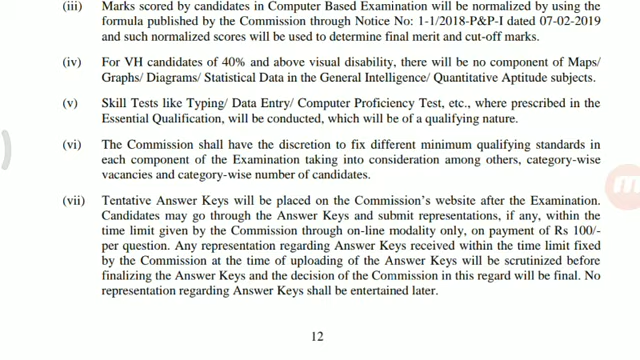 (iii) Marks scored by candidates in Computer Based Examination will be normalized by using the
formula published by the Commission through Notice No: 1-1/2018-P&P-I dated 07-02-2019
and such normalized scores will be used to determine final merit and cut-off marks.
(iv) For VH candidates of 40% and above visual disability, there will be no component of Maps/
Graphs/ Diagrams/ Statistical Data in the General Intelligence/ Quantitative Aptitude subjects.
(v) Skill Tests like Typing/ Data Entry/ Computer Proficiency Test, etc., where prescribed in the
Essential Qualification, will be conducted, which will be of a qualifying nature.
(vi) The Commission shall have the discretion to fix different minimum qualifying standards in
each component of the Examination taking into consideration among others, category-wise
vacancies and category-wise number of candidates.
(vii) Tentative Answer Keys will be placed on the Commission's website after the Examination.
Candidates may go through the Answer Keys and submit representations, if any, within the
time limit given by the Commission through on-line modality only, on payment of Rs 100/-
per question. Any representation regarding Answer Keys received within the time limit fixed
by the Commission at the time of uploading of the Answer Keys will be scrutinized before
finalizing the Answer Keys and the decision of the Commission in this regard will be final. No
representation regarding Answer Keys shall be entertained later.
12